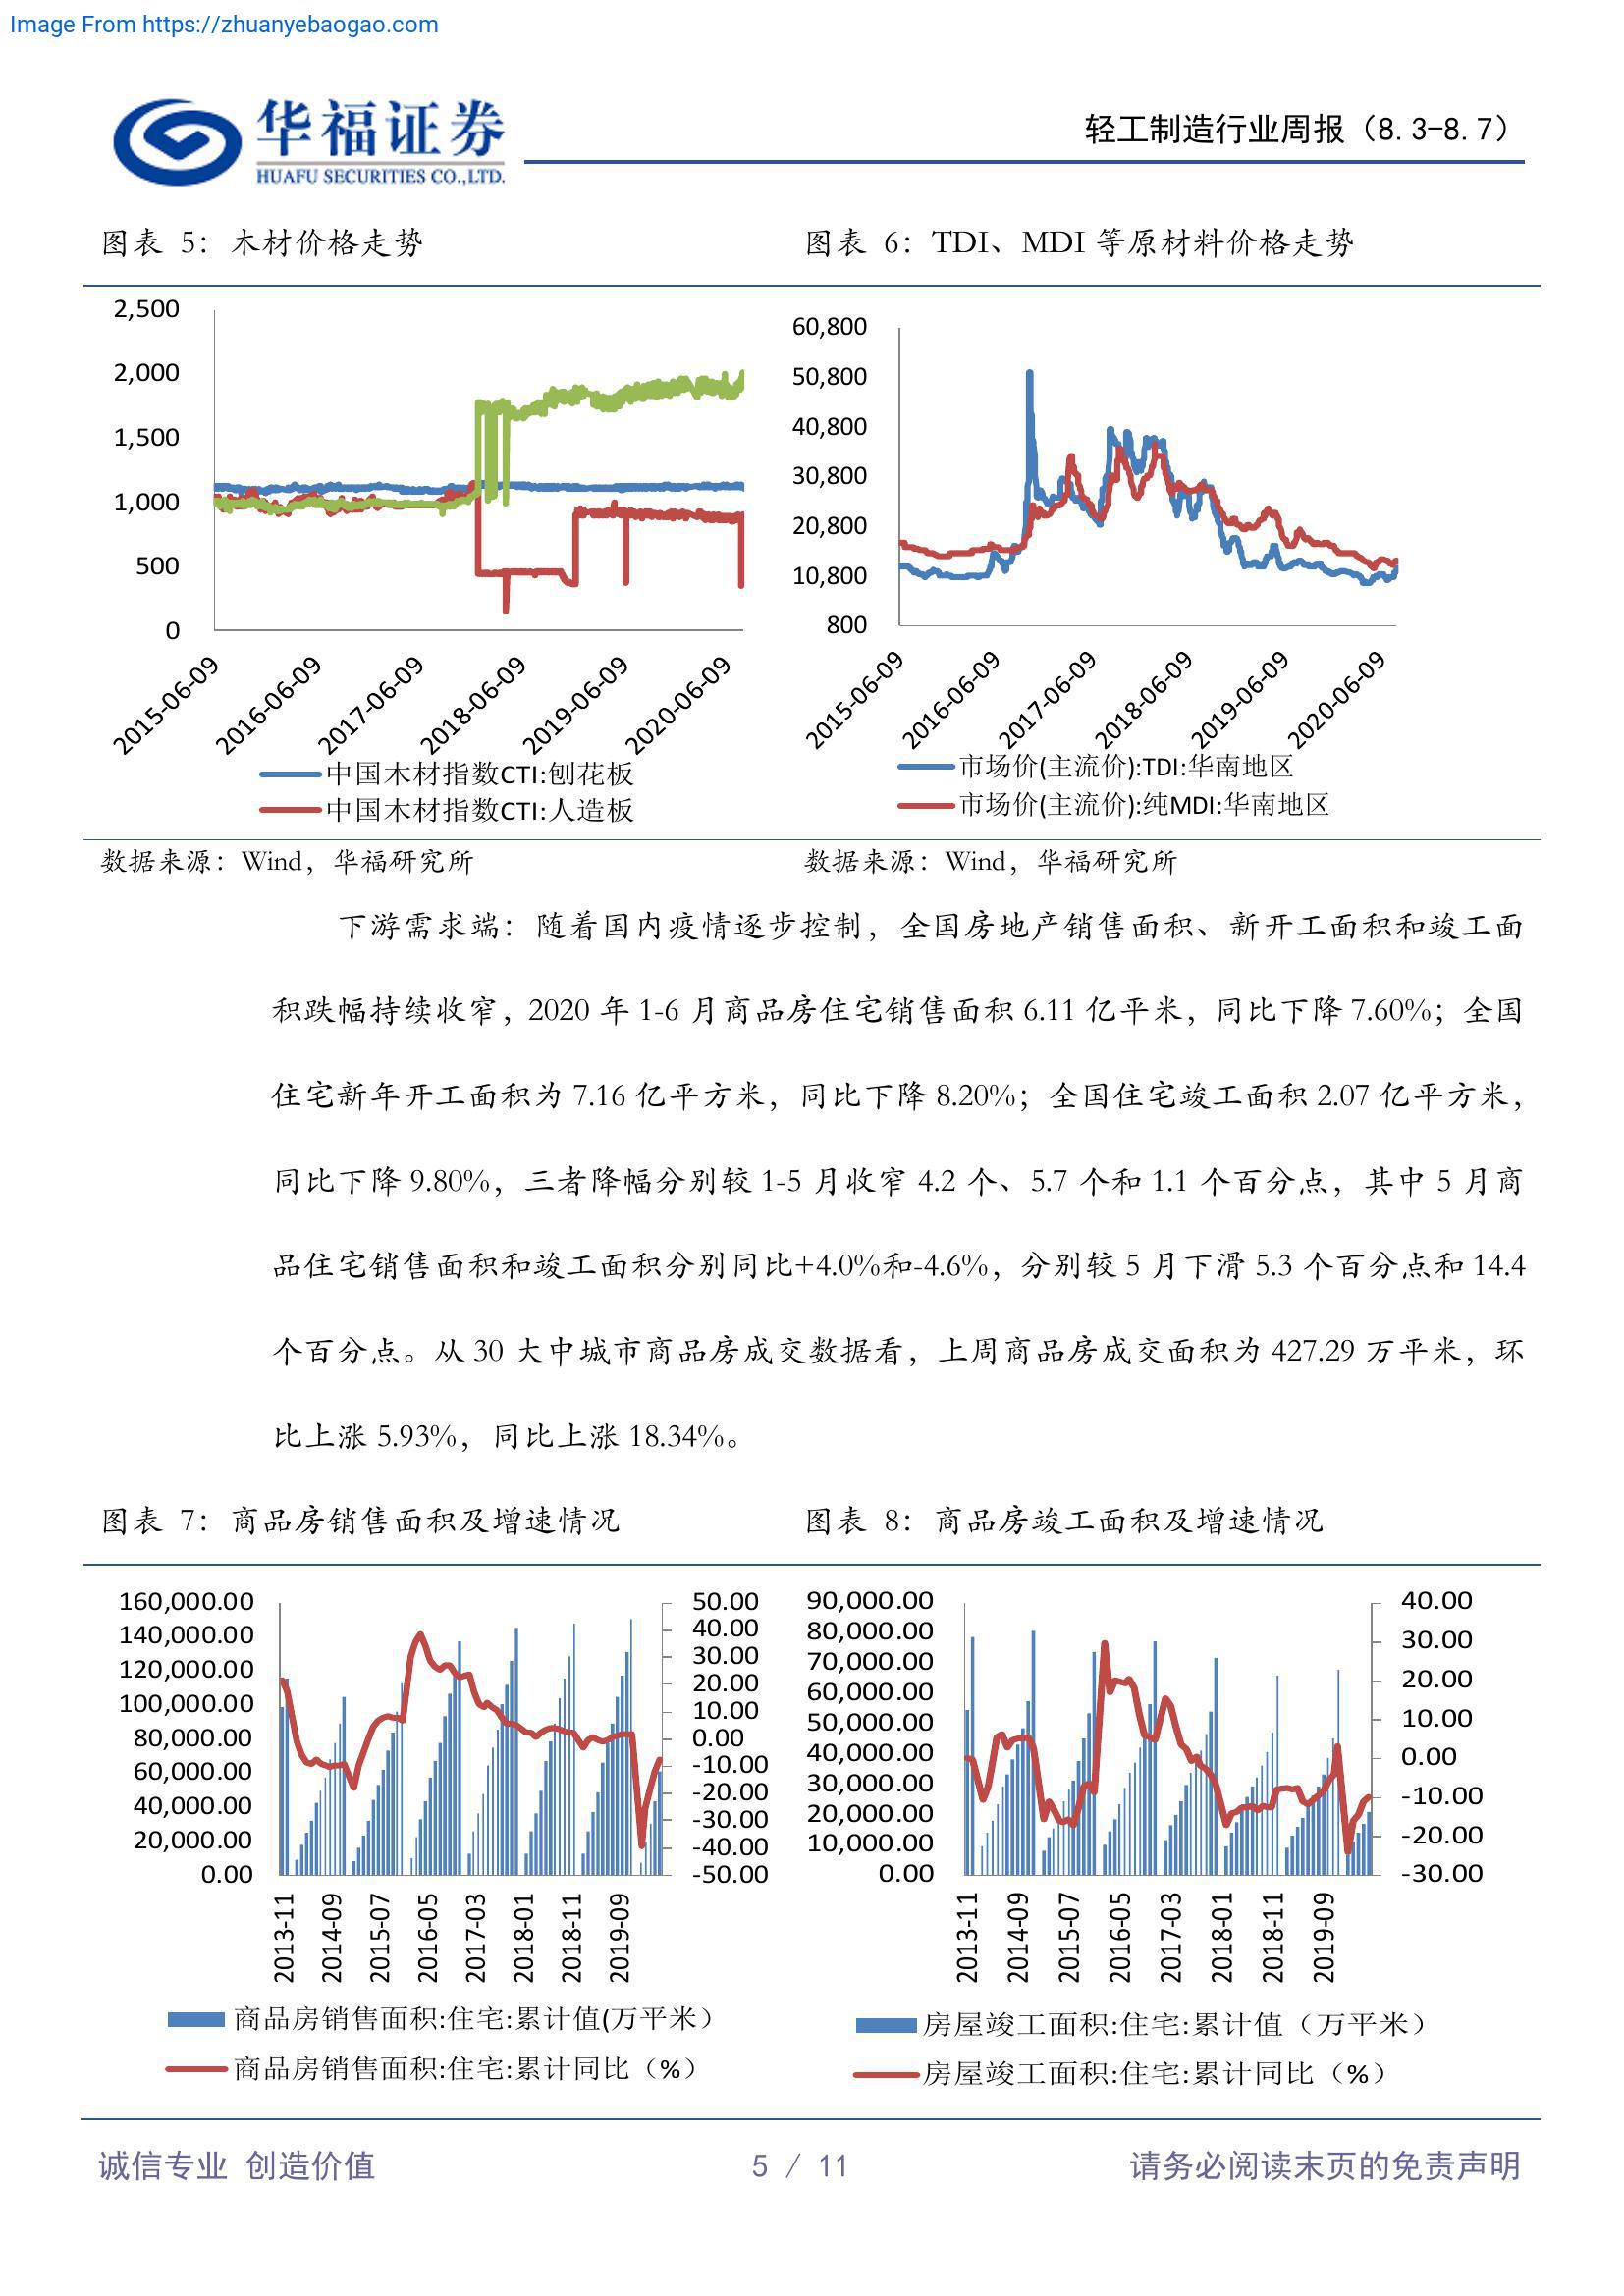 Image From https://zhuanyebaogao.com
华福证券
HUAFU SECURITIES CO.,LTD.
轻工制造行业周报（8.3-8.7）
图表 5：木材价格走势
2,500
2,000
1,500
1,000
500
0
2015-06-09
2016-06-09
2017-06-09
2018-06-09
2019-06-09
2020-06-09
中国木材指数CTI:刨花板
中国木材指数CTI:人造板
图表 6：TDI、MDI 等原材料价格走势
60,800
50,800
40,800
30,800
20,800
10,800
800
2015-06-09
2016-06-09
2017-06-09
2018-06-09
2019-06-09
2020-06-09
市场价(主流价):TDI:华南地区
市场价(主流价):纯MDI:华南地区
数据来源：Wind，华福研究所
数据来源：Wind，华福研究所
下游需求端：随着国内疫情逐步控制，全国房地产销售面积、新开工面积和竣工面
积跌幅持续收窄，2020 年 1-6 月商品房住宅销售面积 6.11 亿平米，同比下降 7.60%；全国
住宅新年开工面积为 7.16 亿平方米，同比下降 8.20%；全国住宅竣工面积 2.07 亿平方米，
同比下降 9.80%，三者降幅分别较 1-5 月收窄 4.2 个、5.7 个和 1.1 个百分点，其中 5 月商
品住宅销售面积和竣工面积分别同比+4.0%和-4.6%，分别较 5 月下滑 5.3 个百分点和 14.4
个百分点。从 30 大中城市商品房成交数据看，上周商品房成交面积为 427.29 万平米，环
比上涨 5.93%，同比上涨 18.34%。
图表 7：商品房销售面积及增速情况
160,000.00
140,000.00
120,000.00
100,000.00
80,000.00
60,000.00
40,000.00
20,000.00
0.00
50.00
40.00
30.00
20.00
10.00
0.00
-10.00
-20.00
-30.00
-40.00
-50.00
2013-11
2014-09
2015-07
2016-05
2017-03
2018-01
2018-11
2019-09
商品房销售面积:住宅:累计值(万平米）
商品房销售面积:住宅:累计同比（%）
图表 8：商品房竣工面积及增速情况
90,000.00
80,000.00
70,000.00
60,000.00
50,000.00
40,000.00
30,000.00
20,000.00
10,000.00
0.00
40.00
30.00
20.00
10.00
0.00
-10.00
-20.00
-30.00
2013-11
2014-09
2015-07
2016-05
2017-03
2018-01
2018-11
2019-09
房屋竣工面积:住宅:累计值（万平米）
房屋竣工面积:住宅:累计同比（%）
诚信专业 创造价值
5 / 11
请务必阅读末页的免责声明